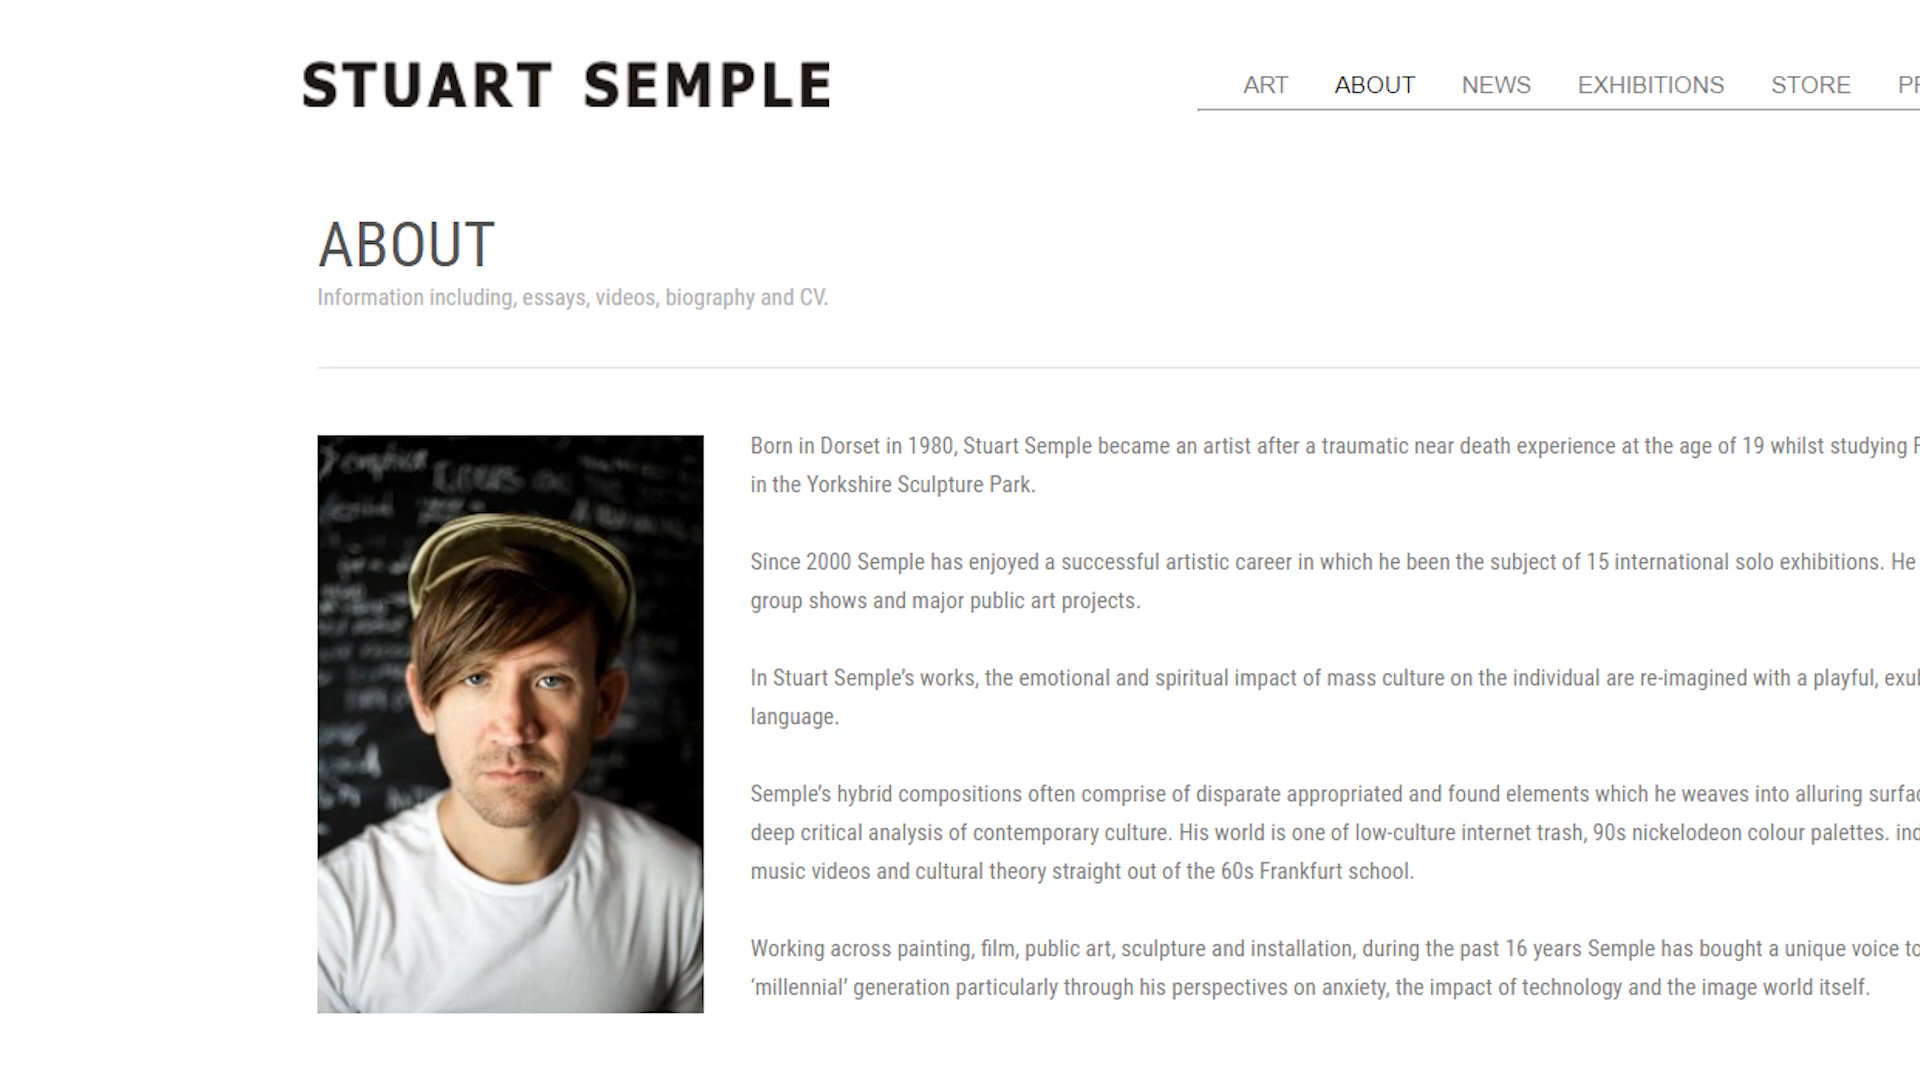 STUART SEMPLE
ART ABOUT NEWS EXHIBITIONS STORE
ABOUT
Information including, essays, videos, biography and CV.
Born in Dorset in 1980, Stuart Semple became an artist after a traumatic near death experience at the age of 19 whilst studying
in the Yorkshire Sculpture Park.
Since 2000 Semple has enjoyed a successful artistic career in which he been the subject of 15 international solo exhibitions. He
group shows and major public art projects.
In Stuart Semple’s works, the emotional and spiritual impact of mass culture on the individual are re-imagined with a playful,
language.
Semple’s hybrid compositions often comprise of disparate appropriated and found elements which he weaves into alluring
deep critical analysis of contemporary culture. His world is one of low-culture internet trash, 90s nickelodeon colour palettes.
music videos and cultural theory straight out of the 60s Frankfurt school.
Working across painting, film, public art, sculpture and installation, during the past 16 years Semple has bought a unique voice to
‘millennial’ generation particularly through his perspectives on anxiety, the impact of technology and the image world itself.